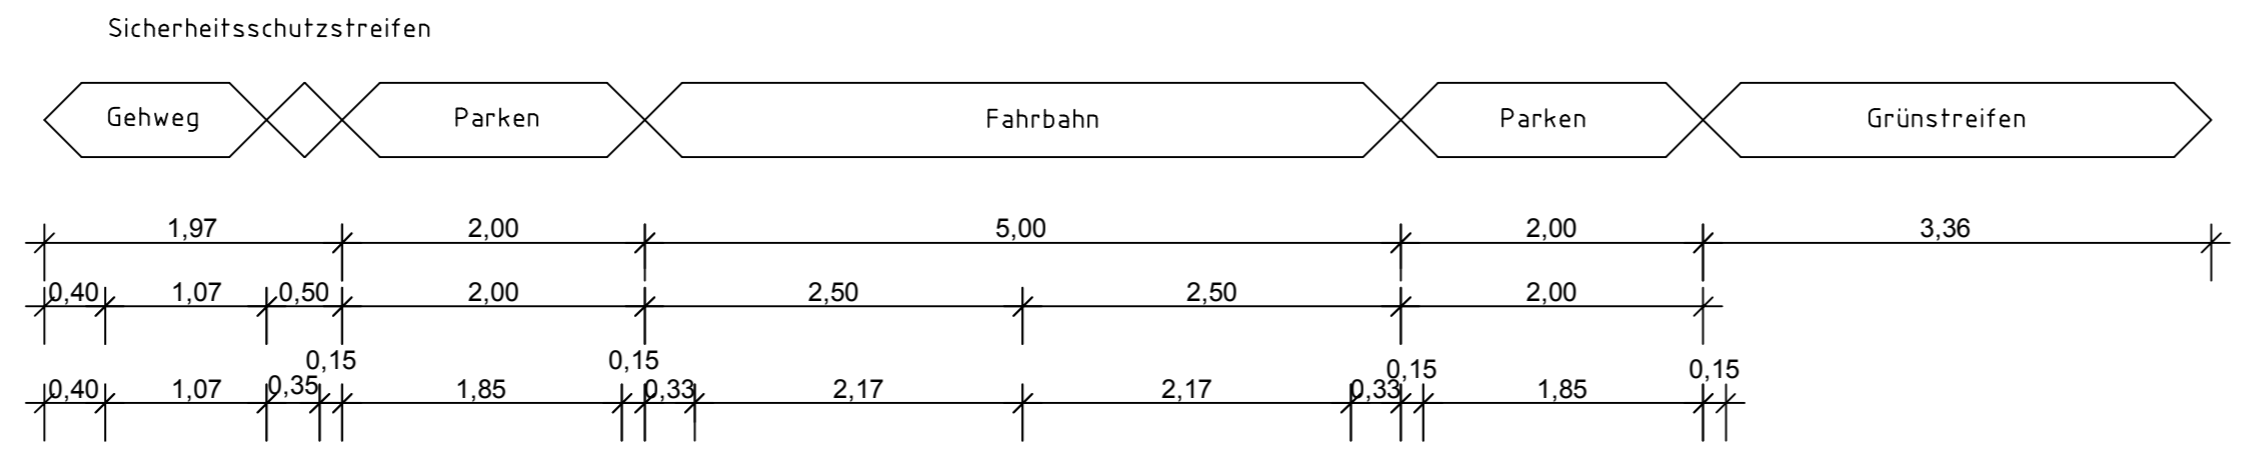 Sicherheitsschutzstreifen
Gehweg Parken Fahrbahn Parken Grünstreifen
1,97 2,00 5,00 2,00 3,36
0,40 1,07 0,50 2,00 2,50 2,50 2,00
0,15 0,15 0,15 0,15
0,40 1,07 0,35 1,85 0,33 2,17 2,17 0,33 1,85